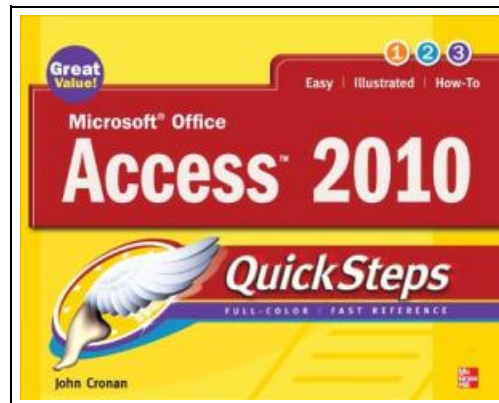 Great
Value!
1 2 3
Easy | Illustrated | How-To
Microsoft® Office
Access™ 2010
QuickSteps
FULL-COLOR | FAST REFERENCE
John Cronan